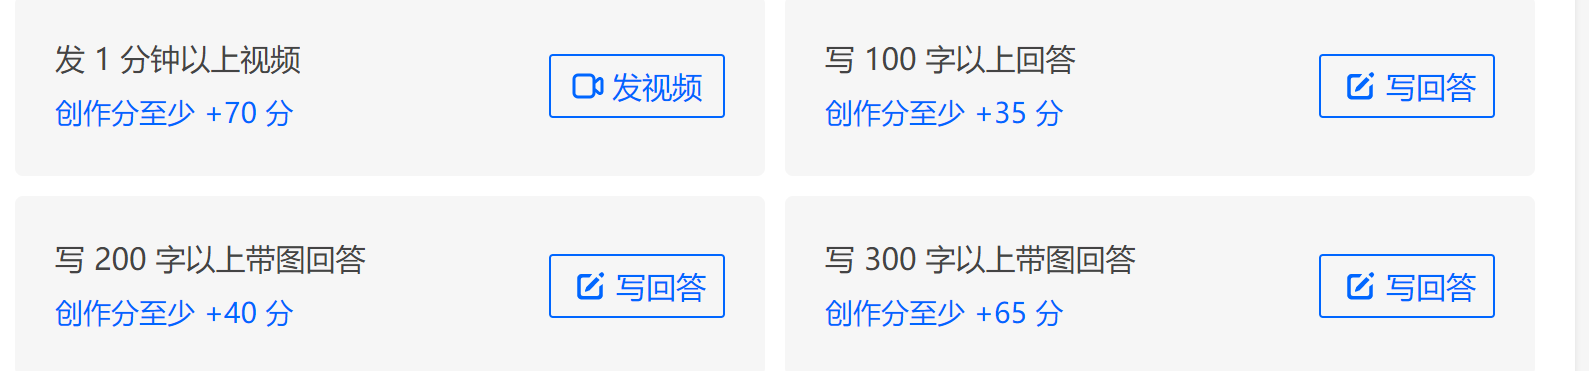 发 1 分钟以上视频
创作分至少 +70 分
发视频
写 100 字以上回答
创作分至少 +35 分
写回答
写 200 字以上带图回答
创作分至少 +40 分
写回答
写 300 字以上带图回答
创作分至少 +65 分
写回答